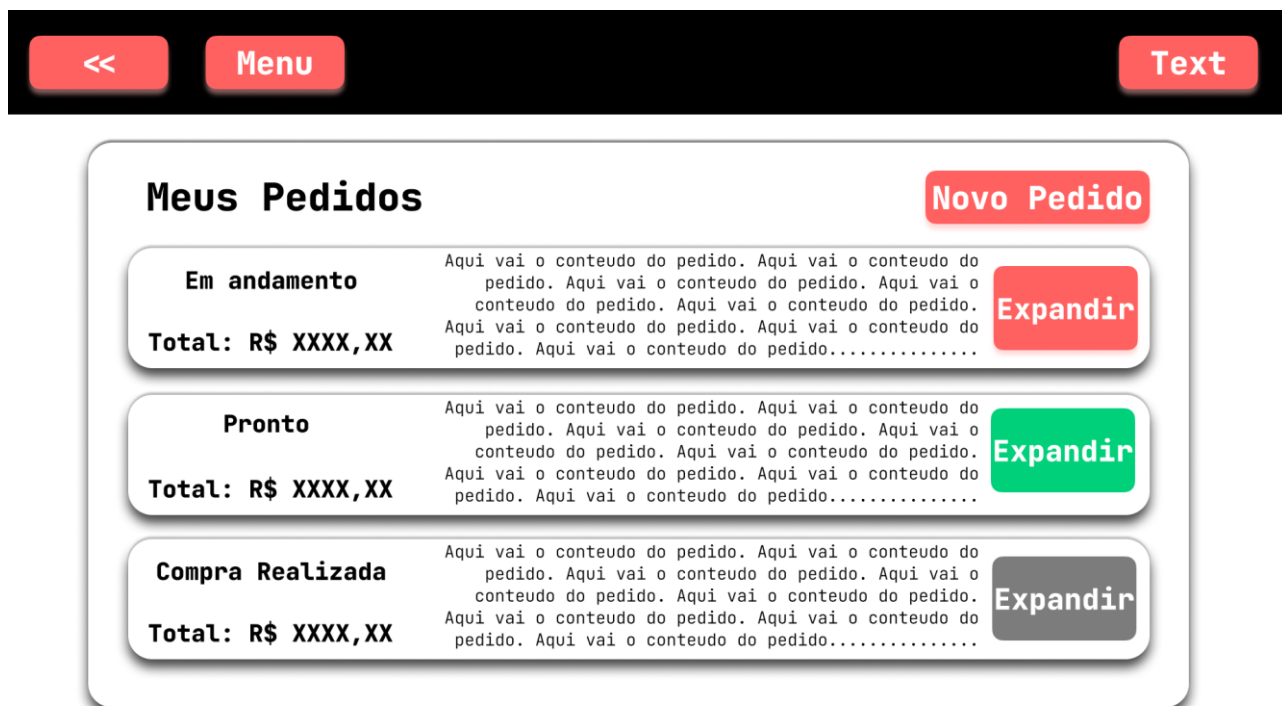 <<
Menu
Text
Meus Pedidos
Novo Pedido
Em andamento
Total: R$ XXXX,XX
Aqui vai o conteudo do pedido. Aqui vai o conteudo do
pedido. Aqui vai o conteudo do pedido. Aqui vai o
conteudo do pedido. Aqui vai o conteudo do pedido.
Aqui vai o conteudo do pedido. Aqui vai o conteudo do
pedido. Aqui vai o conteudo do pedido...............
Expandir
Pronto
Total: R$ XXXX,XX
Aqui vai o conteudo do pedido. Aqui vai o conteudo do
pedido. Aqui vai o conteudo do pedido. Aqui vai o
conteudo do pedido. Aqui vai o conteudo do pedido.
Aqui vai o conteudo do pedido. Aqui vai o conteudo do
pedido. Aqui vai o conteudo do pedido...............
Expandir
Compra Realizada
Total: R$ XXXX,XX
Aqui vai o conteudo do pedido. Aqui vai o conteudo do
pedido. Aqui vai o conteudo do pedido. Aqui vai o
conteudo do pedido. Aqui vai o conteudo do pedido.
Aqui vai o conteudo do pedido. Aqui vai o conteudo do
pedido. Aqui vai o conteudo do pedido...............
Expandir